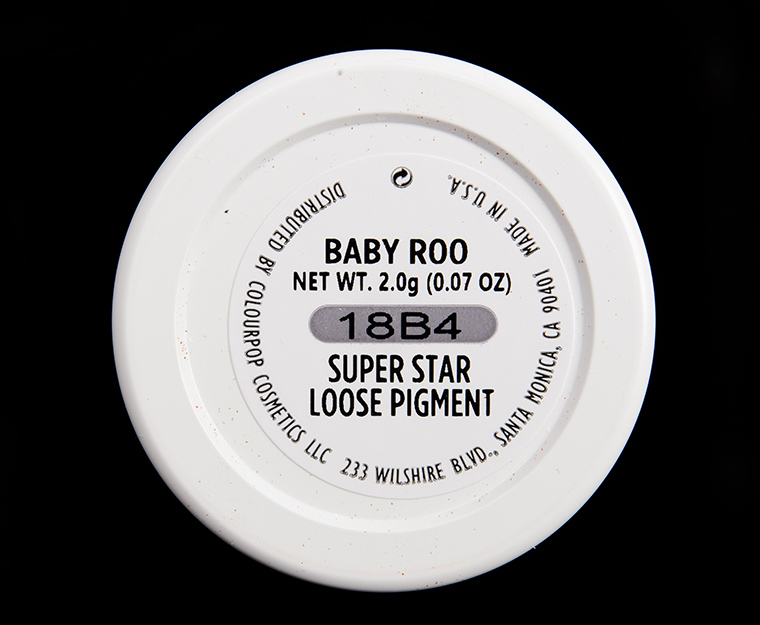 BABY ROO
NET WT. 2.0g (0.07 OZ)
18B4
SUPER STAR
LOOSE PIGMENT
DISTRIBUTED BY COLOURPOP COSMETICS LLC 233 WILSHIRE BLVD., SANTA MONICA, CA 90401 MADE IN U.S.A.